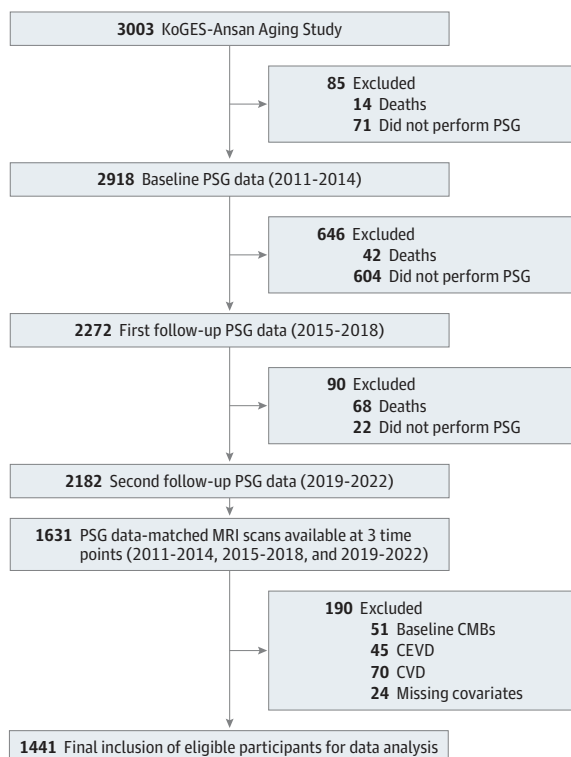 3003 KoGES-Ansan Aging Study
85 Excluded
14 Deaths
71 Did not perform PSG
2918 Baseline PSG data (2011-2014)
646 Excluded
42 Deaths
604 Did not perform PSG
2272 First follow-up PSG data (2015-2018)
90 Excluded
68 Deaths
22 Did not perform PSG
2182 Second follow-up PSG data (2019-2022)
1631 PSG data-matched MRI scans available at 3 time
points (2011-2014, 2015-2018, and 2019-2022)
190 Excluded
51 Baseline CMBs
45 CEVD
70 CVD
24 Missing covariates
1441 Final inclusion of eligible participants for data analysis